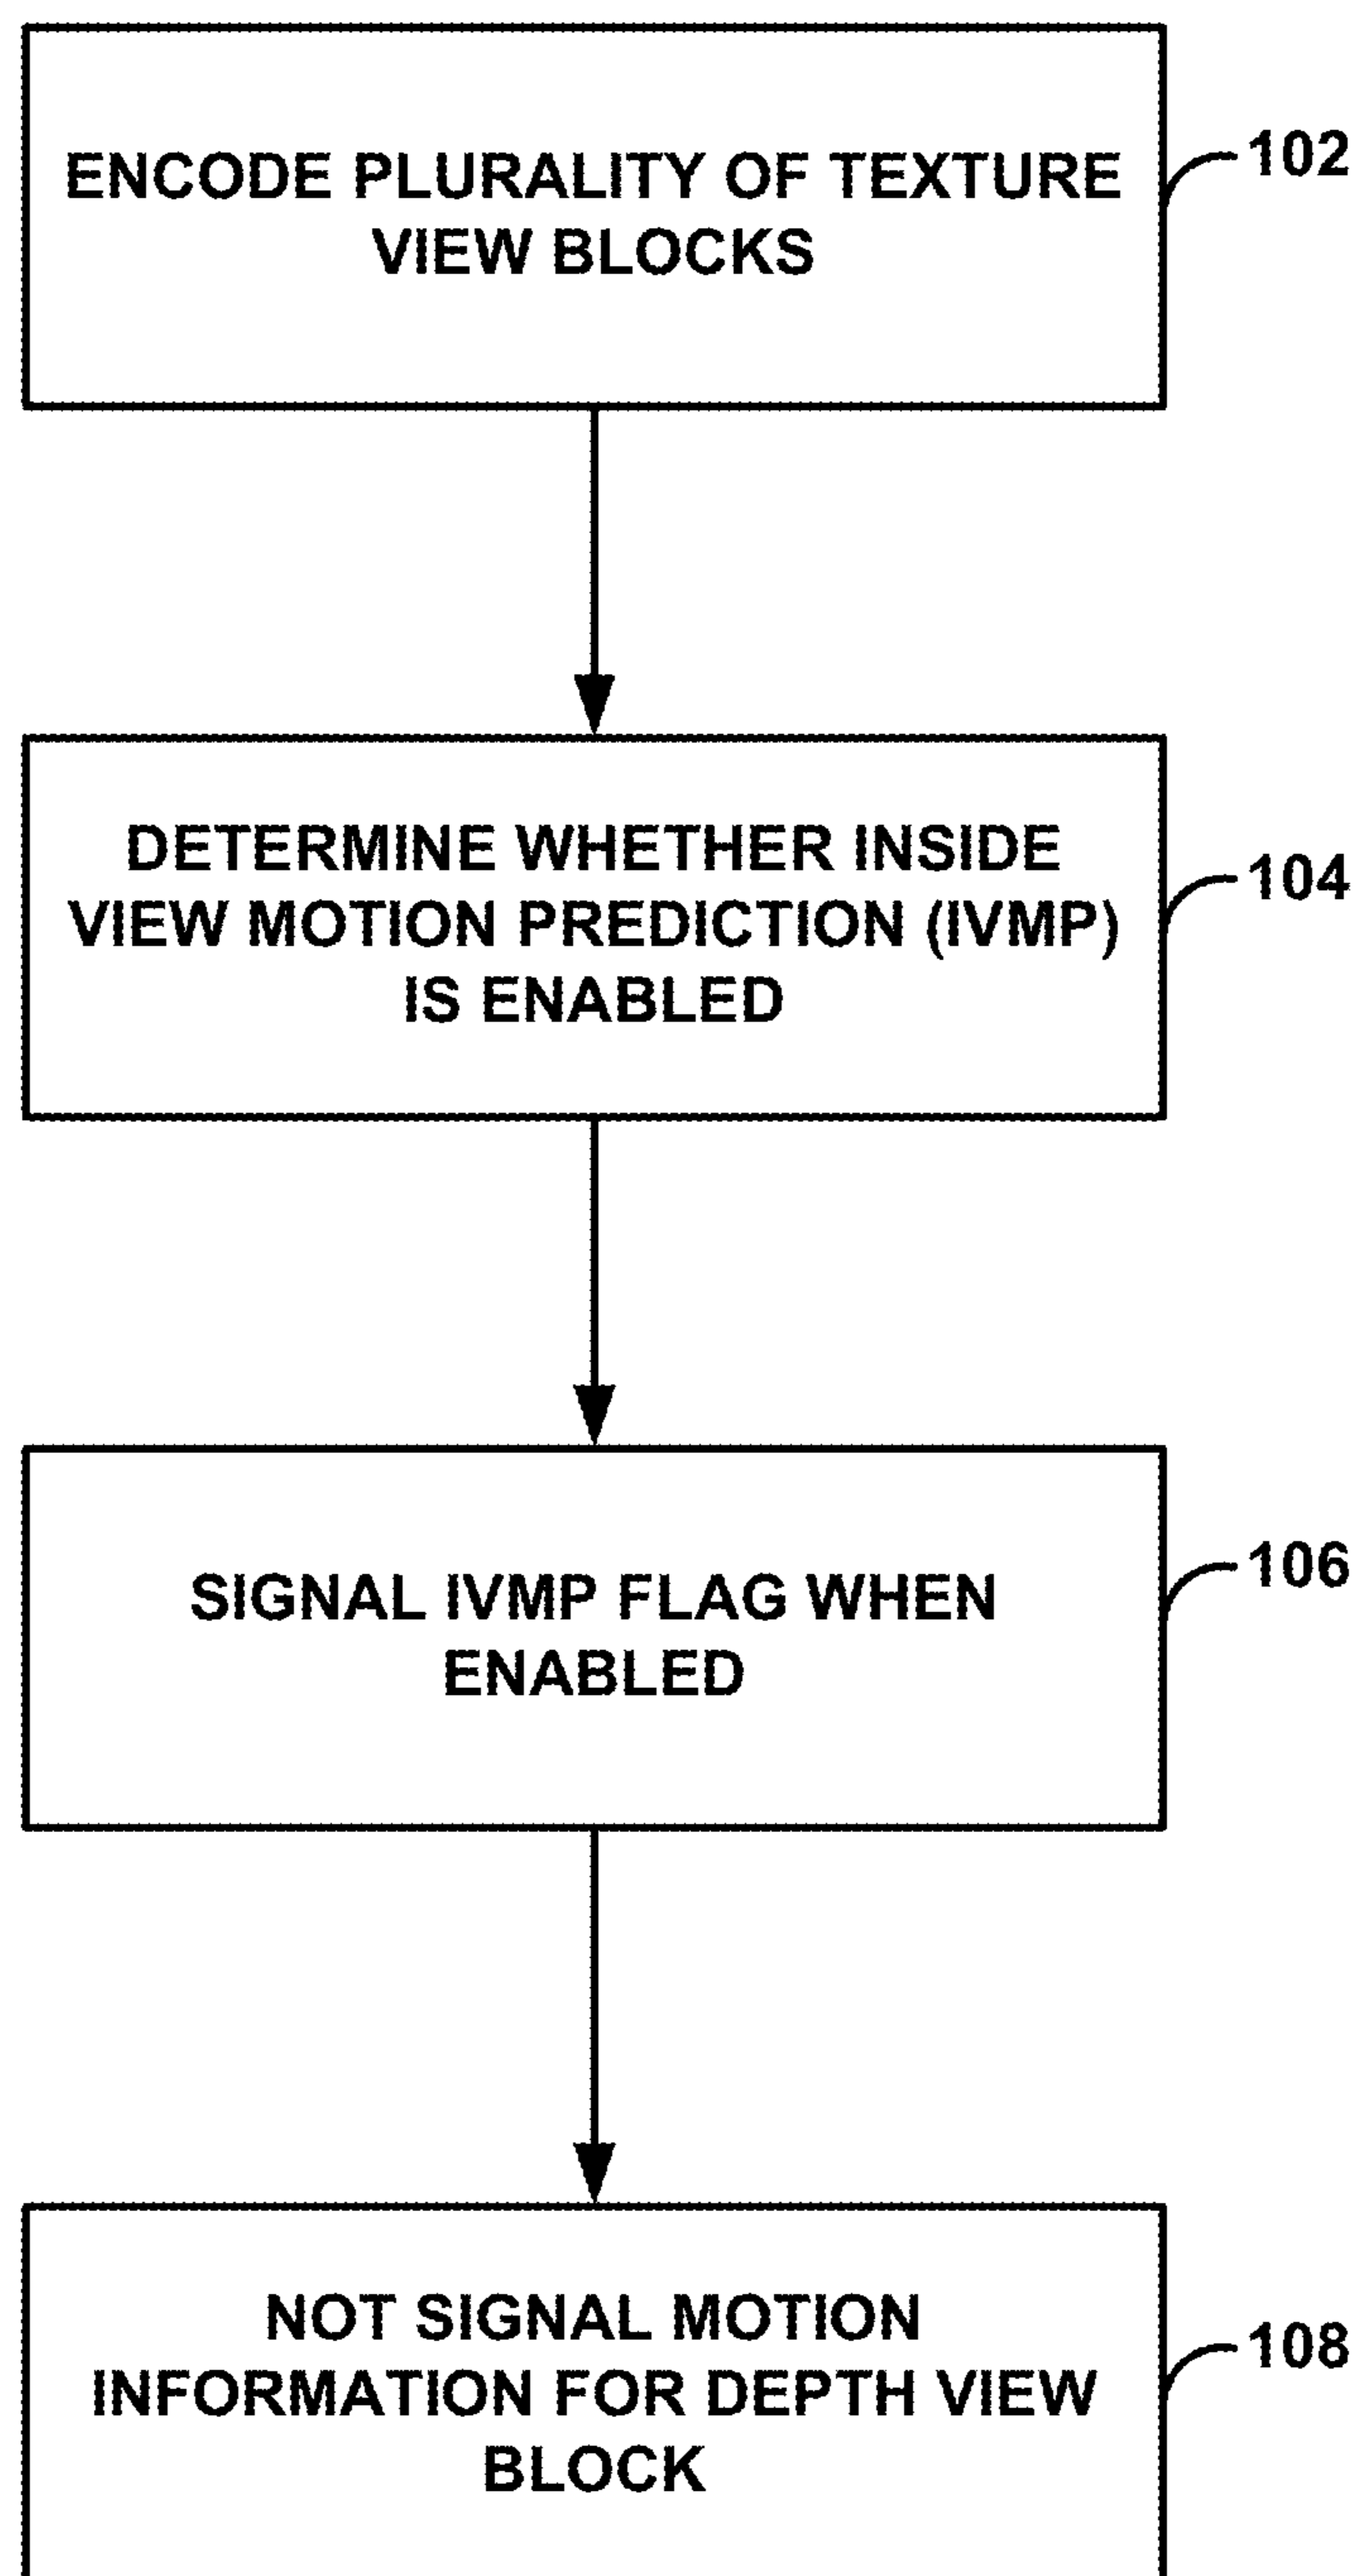 ENCODE PLURALITY OF TEXTURE
VIEW BLOCKS
102
DETERMINE WHETHER INSIDE
VIEW MOTION PREDICTION (IVMP)
IS ENABLED
104
SIGNAL IVMP FLAG WHEN
ENABLED
106
NOT SIGNAL MOTION
INFORMATION FOR DEPTH VIEW
BLOCK
108